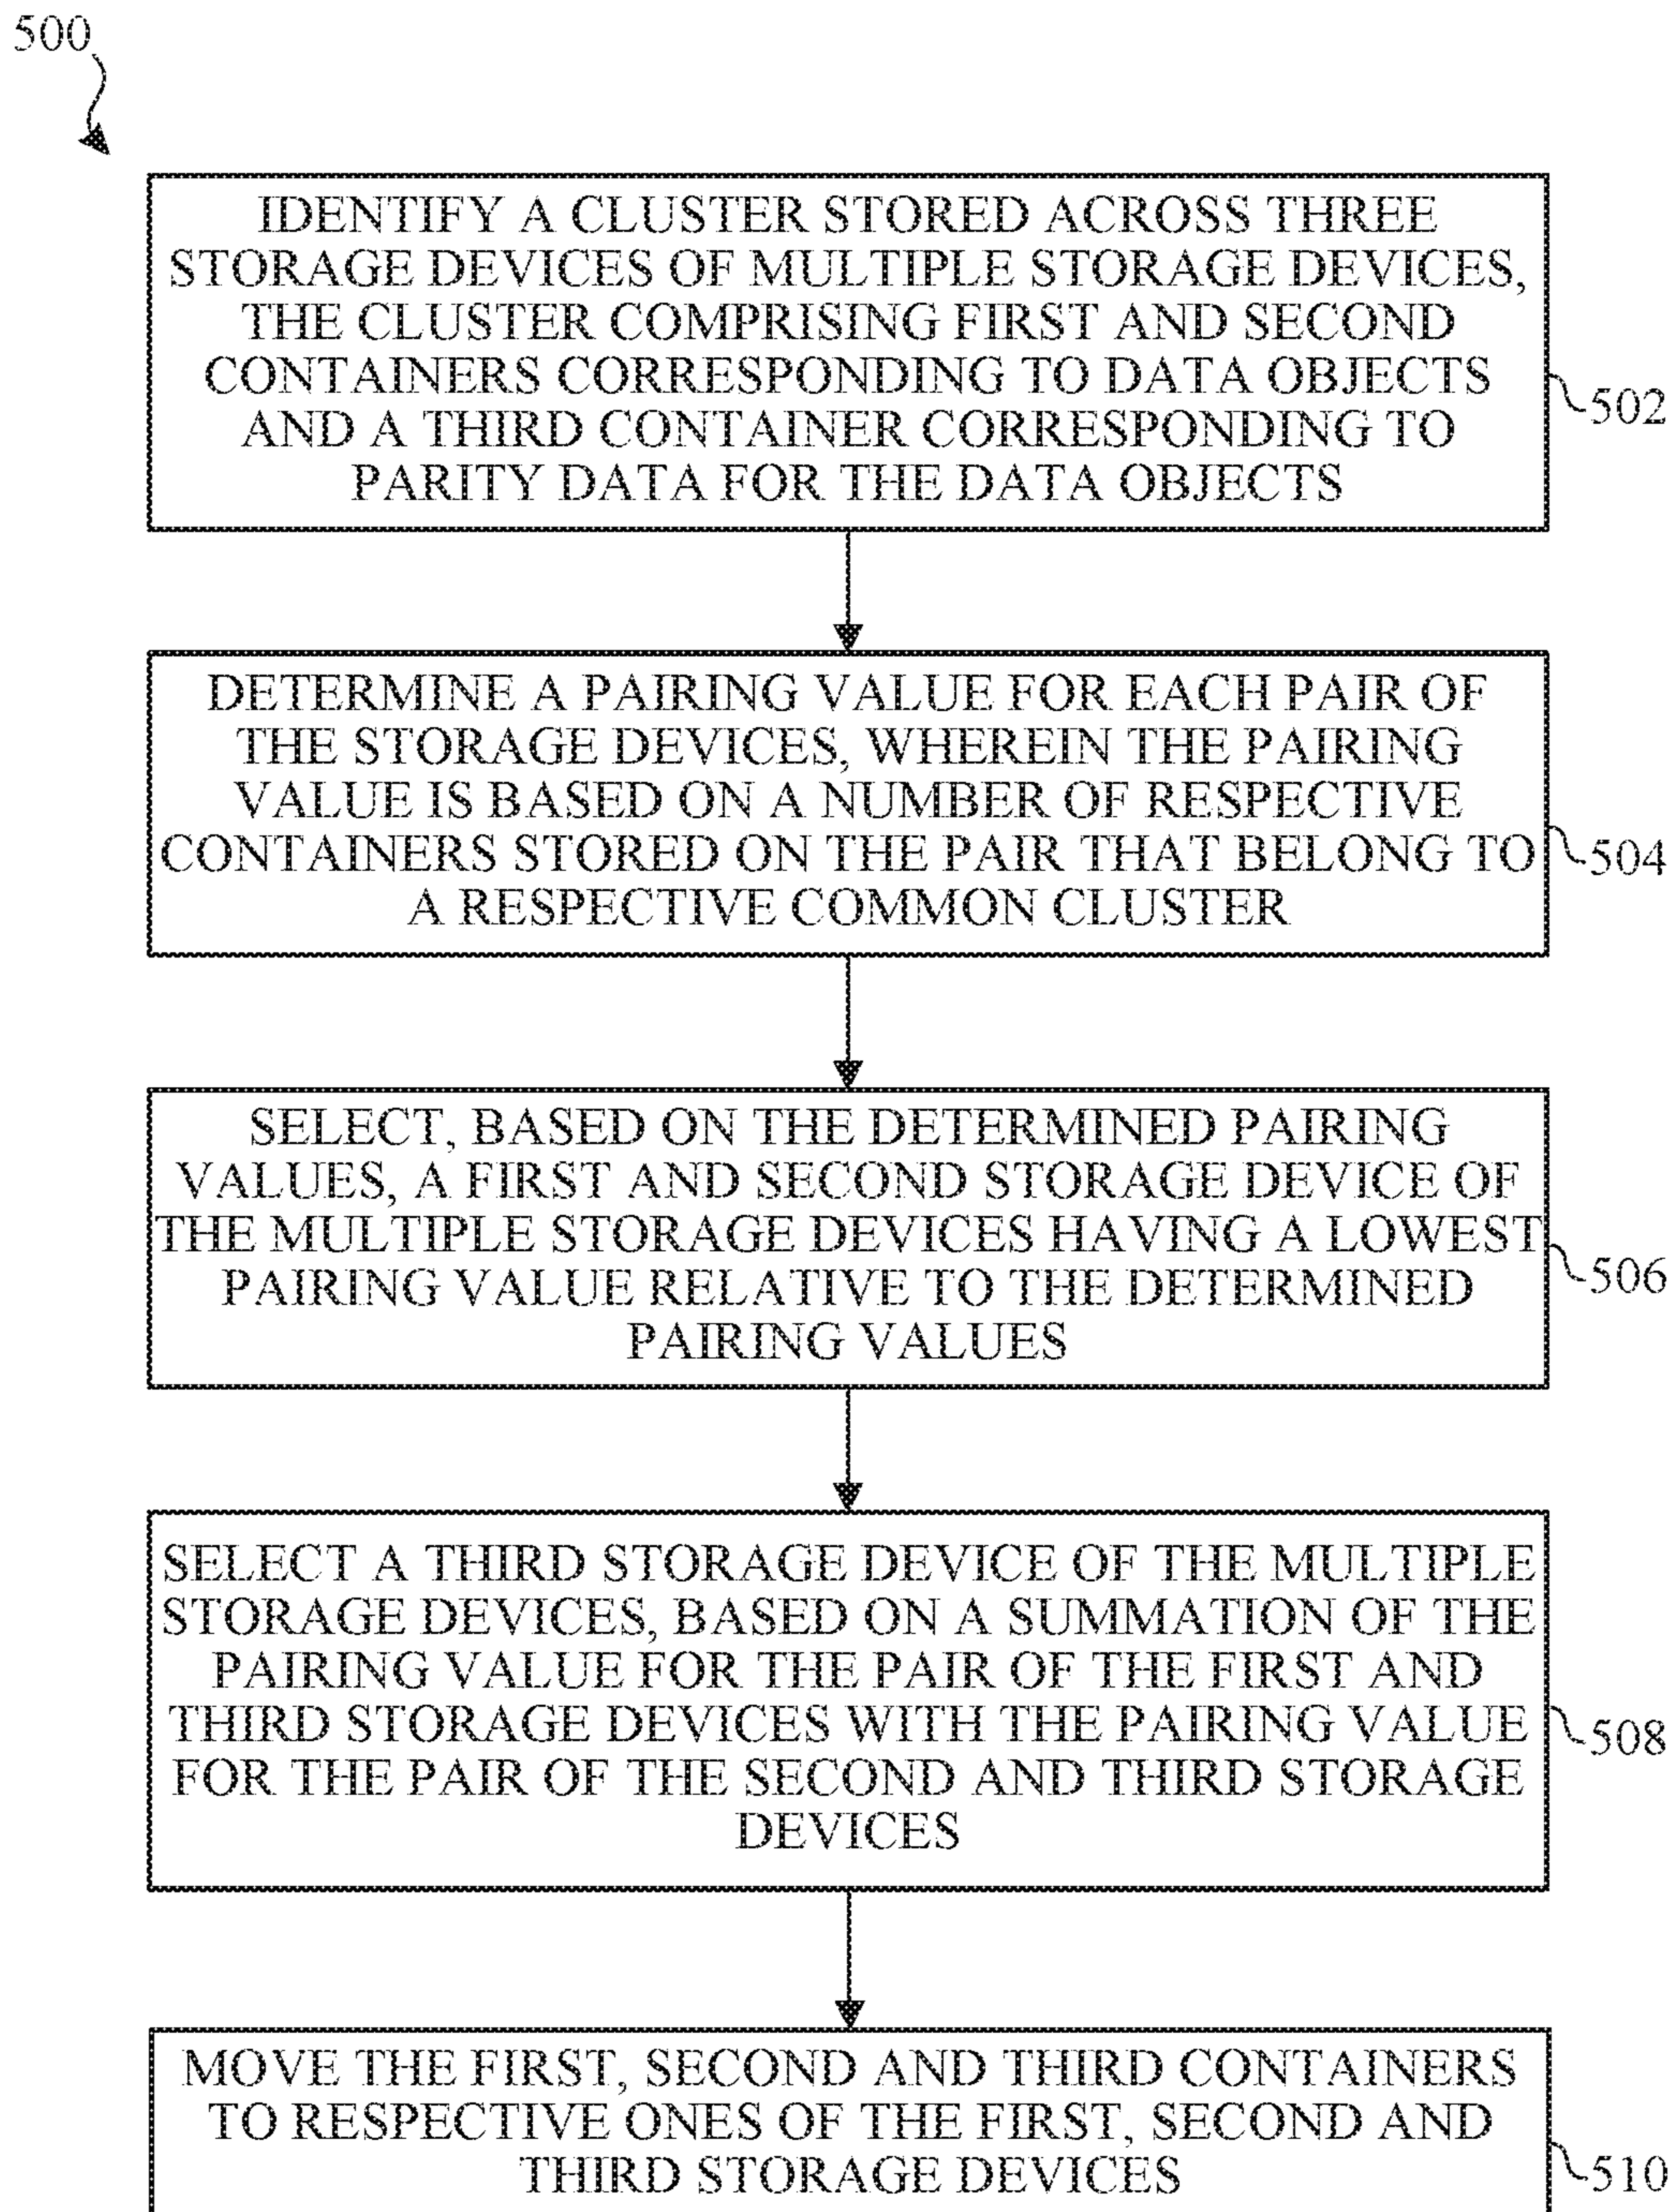 500
IDENTIFY A CLUSTER STORED ACROSS THREE
STORAGE DEVICES OF MULTIPLE STORAGE DEVICES,
THE CLUSTER COMPRISING FIRST AND SECOND
CONTAINERS CORRESPONDING TO DATA OBJECTS
AND A THIRD CONTAINER CORRESPONDING TO
PARITY DATA FOR THE DATA OBJECTS
502
DETERMINE A PAIRING VALUE FOR EACH PAIR OF
THE STORAGE DEVICES, WHEREIN THE PAIRING
VALUE IS BASED ON A NUMBER OF RESPECTIVE
CONTAINERS STORED ON THE PAIR THAT BELONG TO
A RESPECTIVE COMMON CLUSTER
504
SELECT, BASED ON THE DETERMINED PAIRING
VALUES, A FIRST AND SECOND STORAGE DEVICE OF
THE MULTIPLE STORAGE DEVICES HAVING A LOWEST
PAIRING VALUE RELATIVE TO THE DETERMINED
PAIRING VALUES
506
SELECT A THIRD STORAGE DEVICE OF THE MULTIPLE
STORAGE DEVICES, BASED ON A SUMMATION OF THE
PAIRING VALUE FOR THE PAIR OF THE FIRST AND
THIRD STORAGE DEVICES WITH THE PAIRING VALUE
FOR THE PAIR OF THE SECOND AND THIRD STORAGE
DEVICES
508
MOVE THE FIRST, SECOND AND THIRD CONTAINERS
TO RESPECTIVE ONES OF THE FIRST, SECOND AND
THIRD STORAGE DEVICES
510